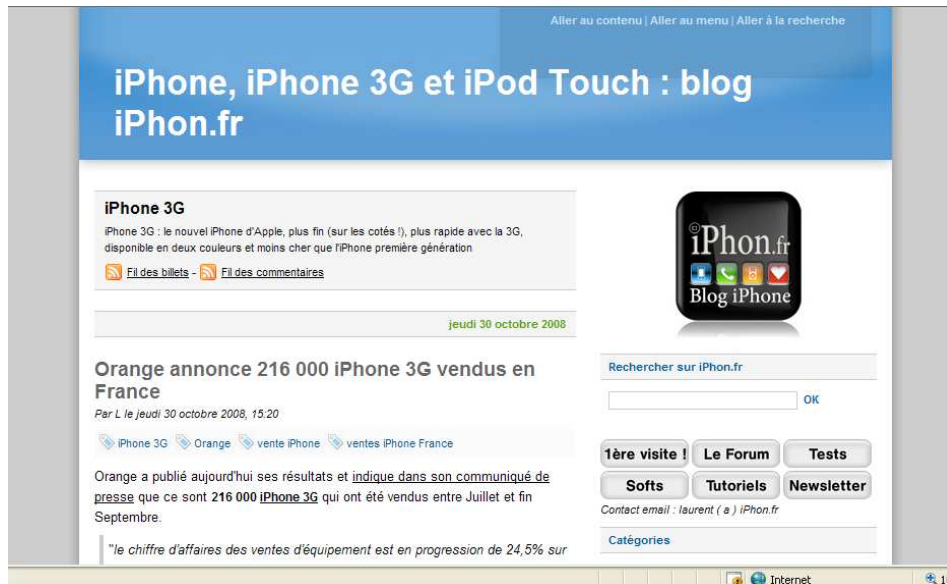 Aller au contenu | Aller au menu | Aller à la recherche
iPhone, iPhone 3G et iPod Touch : blog
iPhon.fr
iPhone 3G
iPhone 3G : le nouvel iPhone d'Apple, plus fin (sur les cotés !), plus rapide avec la 3G,
disponible en deux couleurs et moins cher que l'iPhone première génération
Fil des billets - Fil des commentaires
jeudi 30 octobre 2008
Orange annonce 216 000 iPhone 3G vendus en
France
Par L le jeudi 30 octobre 2008, 15:20
iPhone 3G Orange vente iPhone ventes iPhone France
Orange a publié aujourd'hui ses résultats et indique dans son communiqué de
presse que ce sont 216 000 iPhone 3G qui ont été vendus entre Juillet et fin
Septembre.
"le chiffre d'affaires des ventes d'équipement est en progression de 24,5% sur
iPhon.fr
Blog iPhone
Rechercher sur iPhon.fr
OK
1ère visite ! Le Forum Tests
Softs Tutoriels Newsletter
Contact email : laurent ( a ) iPhon.fr
Catégories
Internet
1